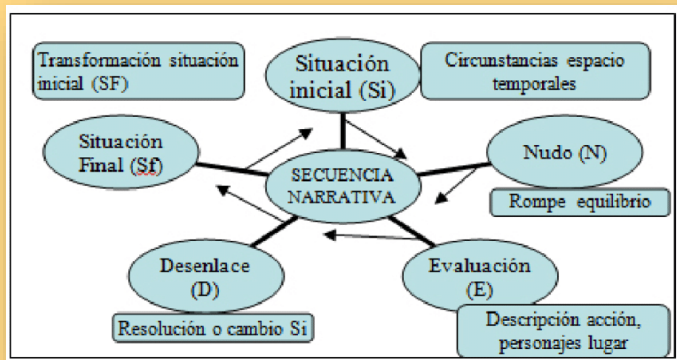 Transformación situación
inicial (SF)
Situación
inicial (Si)
Circunstancias espacio
temporales
Situación
Final (Sf)
SECUENCIA
NARRATIVA
Nudo (N)
Rompe equilibrio
Desenlace
(D)
Resolución o cambio Si
Evaluación
(E)
Descripción acción,
personajes lugar